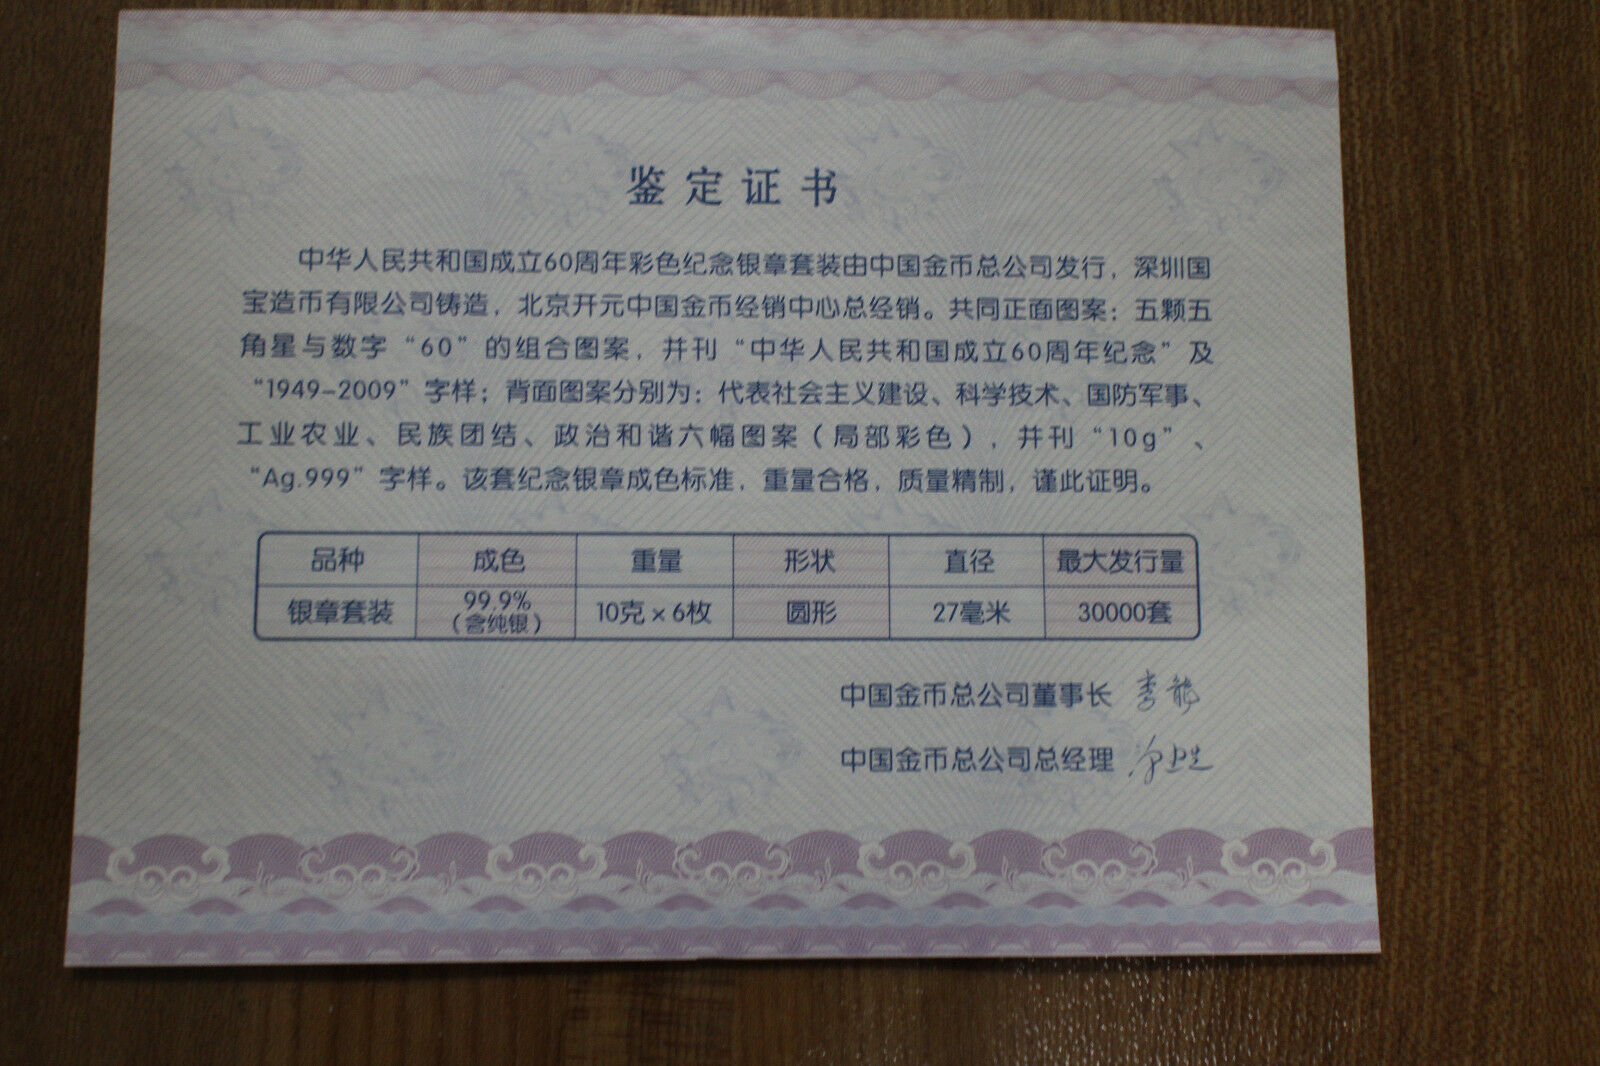 鉴定证书
中华人民共和国成立60周年彩色纪念银章套装由中国金币总公司发行，深圳国
宝造币有限公司铸造，北京开元中国金币经销中心总经销。共同正面图案：五颗五
角星与数字“60”的组合图案，并刊“中华人民共和国成立60周年纪念”及
“1949-2009”字样；背面图案分别为：代表社会主义建设、科学技术、国防军事、
工业农业、民族团结、政治和谐六幅图案（局部彩色），并刊“10g”、
“Ag.999”字样。该套纪念银章成色标准，重量合格，质量精制，谨此证明。
品种 成色 重量 形状 直径 最大发行量
银章套装 99.9%（含纯银） 10克×6枚 圆形 27毫米 30000套
中国金币总公司董事长
中国金币总公司总经理